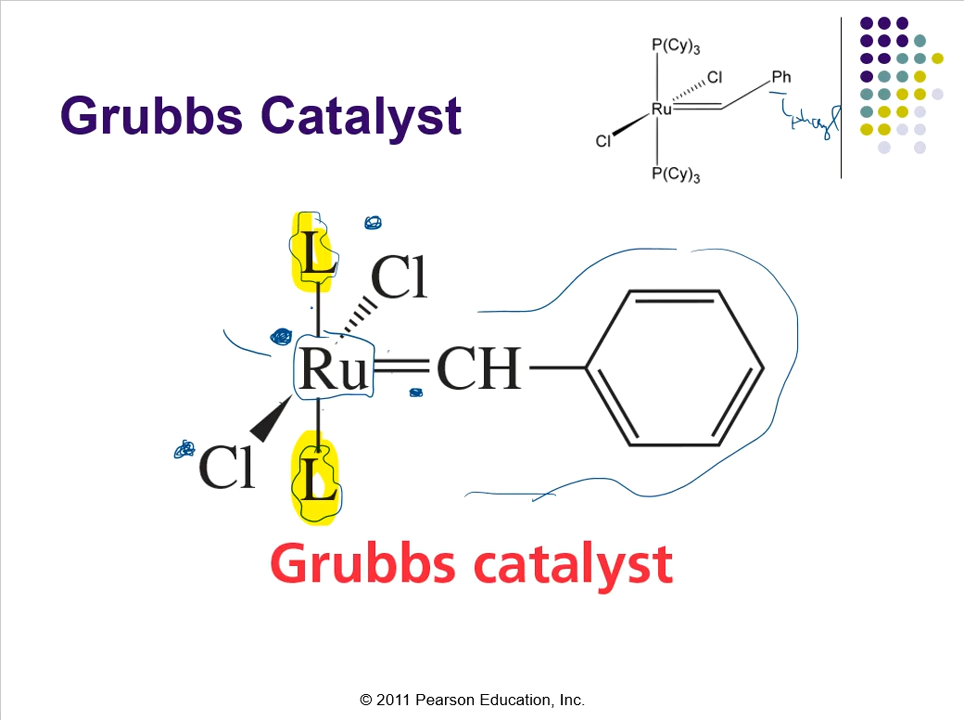 P(Cy)3
Cl
Ph
Grubbs Catalyst
Ru
phenyl
Cl
P(Cy)3
L
Cl
Ru=CH
Cl
L
Grubbs catalyst
© 2011 Pearson Education, Inc.